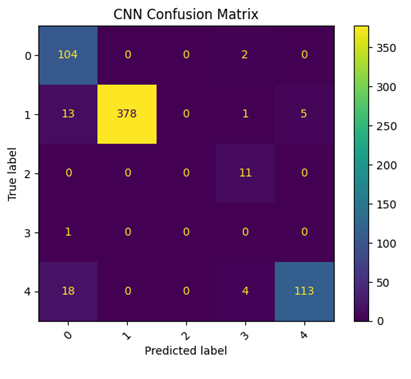 CNN Confusion Matrix
0 104 0 0 2 0
1 13 378 0 1 5
2 0 0 0 11 0
3 1 0 0 0 0
4 18 0 0 4 113
0 1 2 3 4
True label
Predicted label
350
300
250
200
150
100
50
0